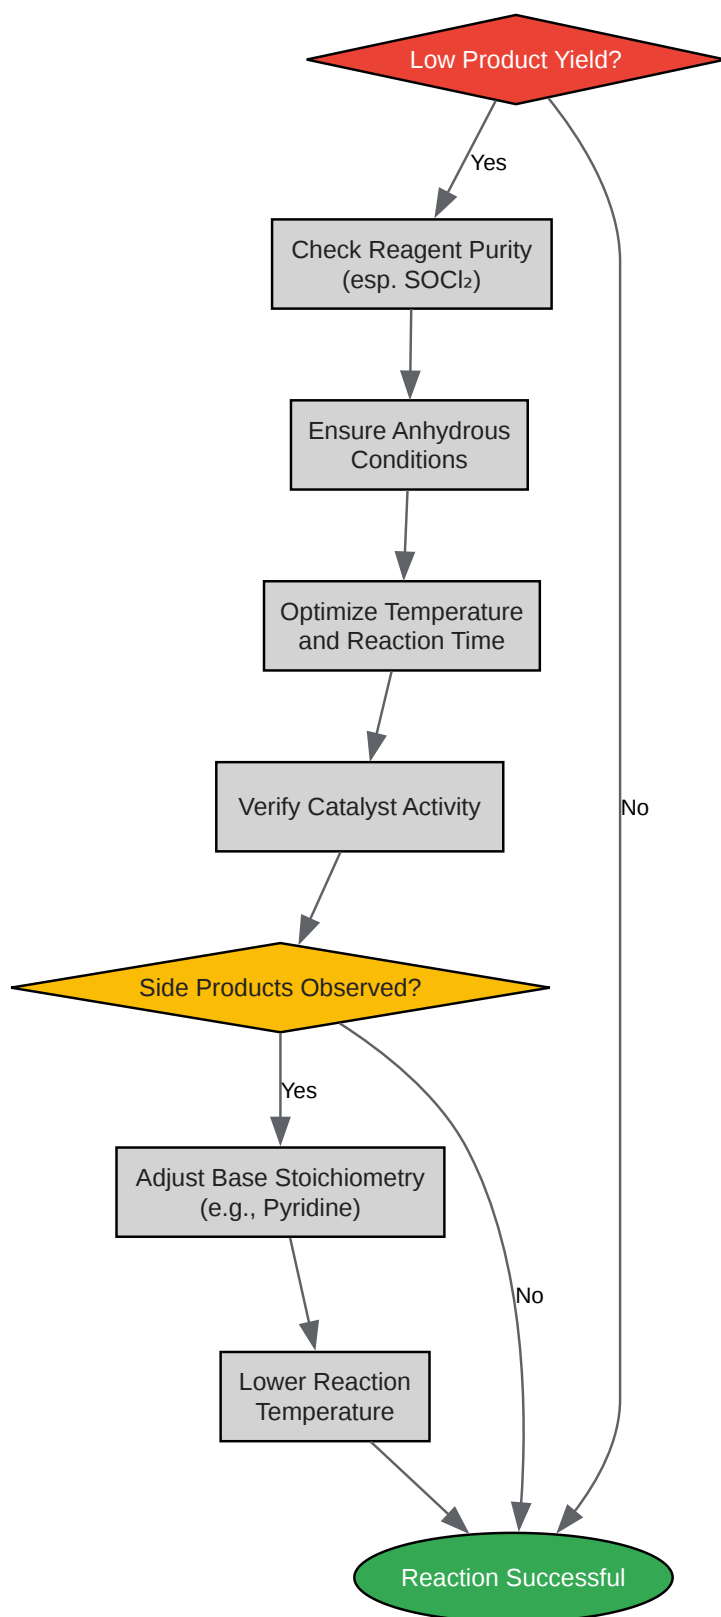 Low Product Yield?
Yes
Check Reagent Purity
(esp. SOCl₂)
Ensure Anhydrous
Conditions
Optimize Temperature
and Reaction Time
Verify Catalyst Activity
No
Side Products Observed?
Yes
Adjust Base Stoichiometry
(e.g., Pyridine)
No
Lower Reaction
Temperature
Reaction Successful